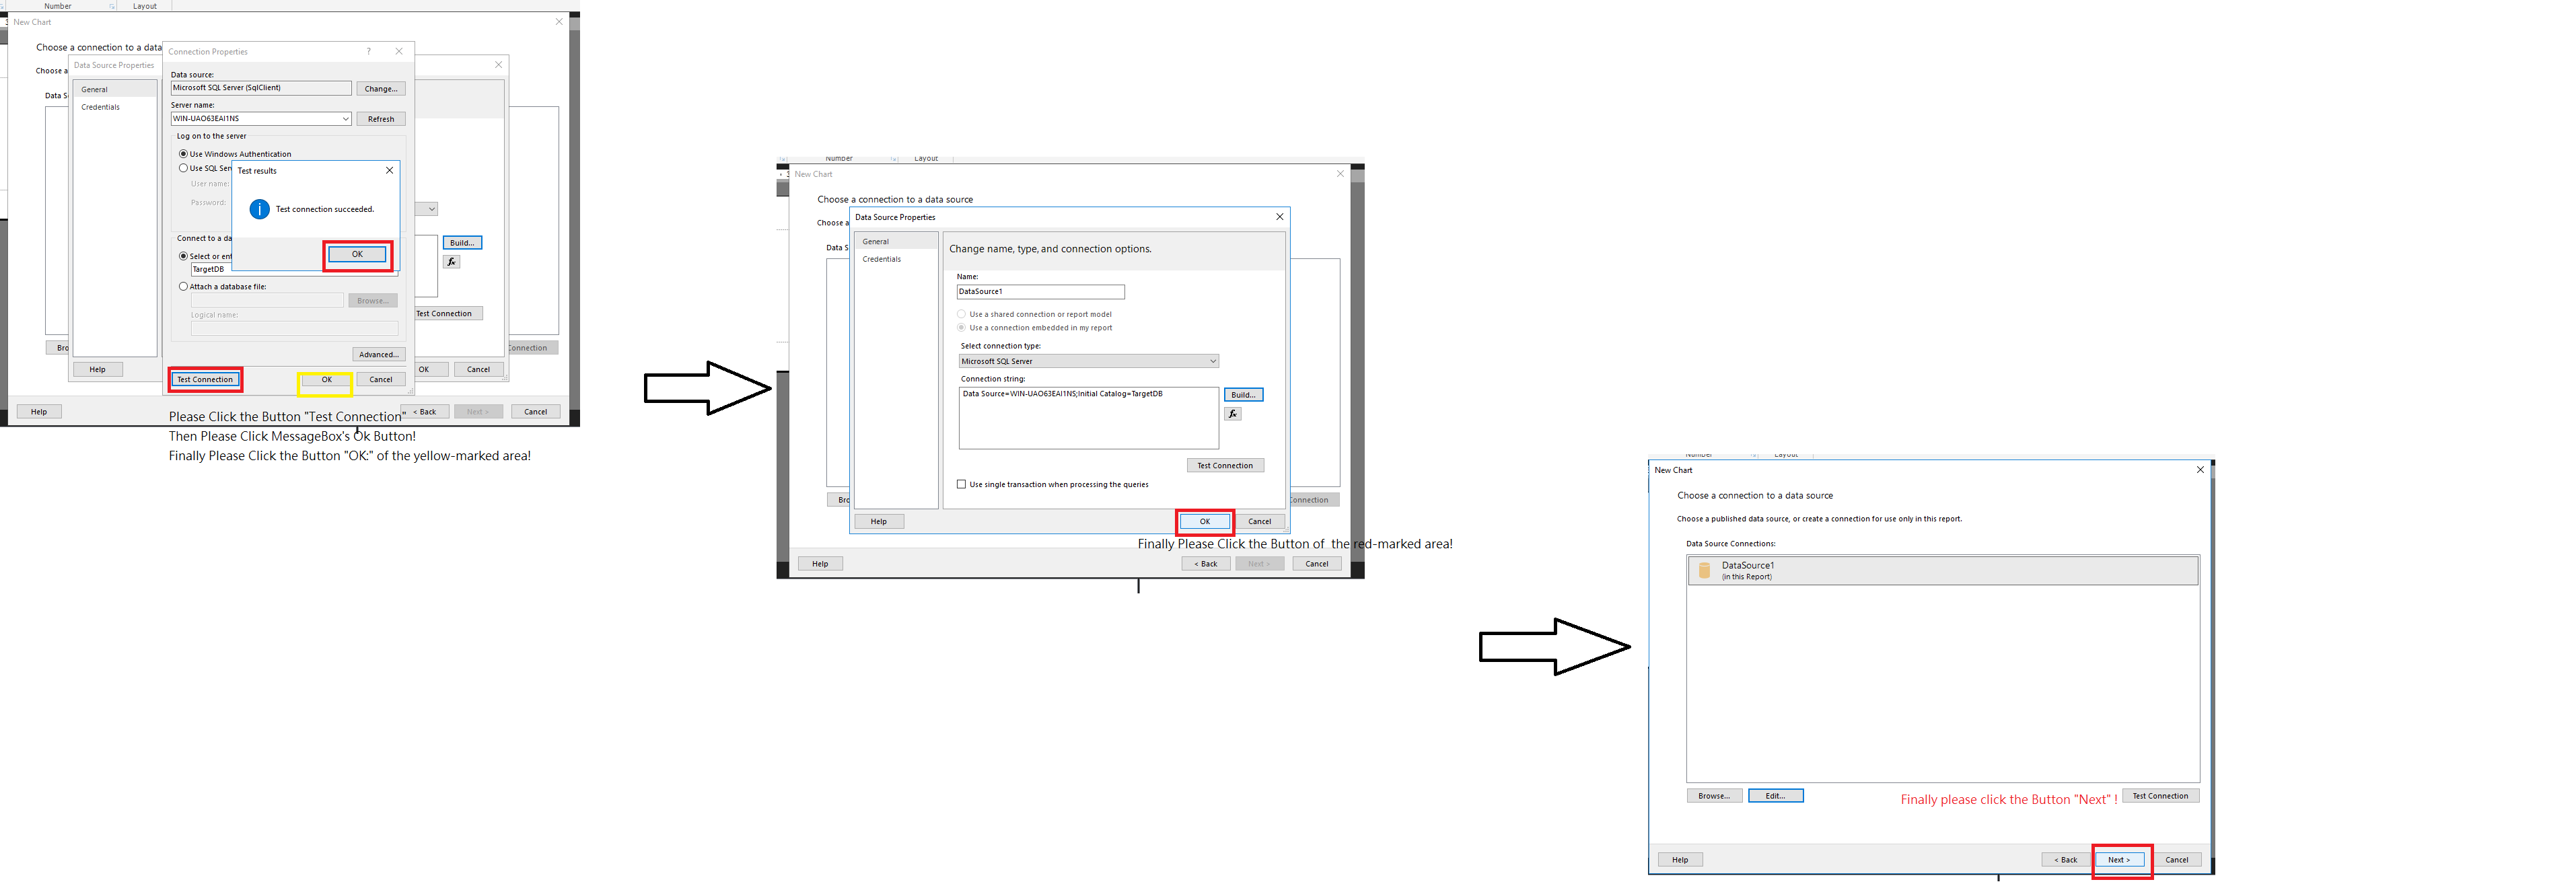 Number
Layout
New Chart
Choose a connection to a data
Choose a
Data S
Bro
onnection
Help
< Back
Next >
Cancel
Data Source Properties
General
Credentials
Build...
fx
Test Connection
Help
OK
Cancel
Connection Properties
?
Data source:
Microsoft SQL Server (SqlClient)
Change...
Server name:
WIN-UAO63EAI1NS
Refresh
Log on to the server
Use Windows Authentication
Use SQL Ser
User name:
Password:
Test results
Test connection succeeded.
OK
Connect to a da
Select or ent
TargetDB
Attach a database file:
Browse...
Logical name:
Advanced...
Test Connection
OK
Cancel
Please Click the Button "Test Connection"
Then Please Click MessageBox's Ok Button!
Finally Please Click the Button "OK:" of the yellow-marked area!
Number
Layout
3
New Chart
Choose a connection to a data source
Choose a
Data S
Bro
Connection
Data Source Properties
General
Credentials
Change name, type, and connection options.
Name:
DataSource1
Use a shared connection or report model
Use a connection embedded in my report
Select connection type:
Microsoft SQL Server
Connection string:
Data Source=WIN-UAO63EAI1NS;Initial Catalog=TargetDB
Build...
fx
Test Connection
Use single transaction when processing the queries
Help
OK
Cancel
Finally Please Click the Button of  the red-marked area!
Help
< Back
Next >
Cancel
Number
Layout
New Chart
Choose a connection to a data source
Choose a published data source, or create a connection for use only in this report.
Data Source Connections:
DataSource1
(in this Report)
Browse...
Edit...
Finally please click the Button "Next" !
Test Connection
Help
< Back
Next >
Cancel